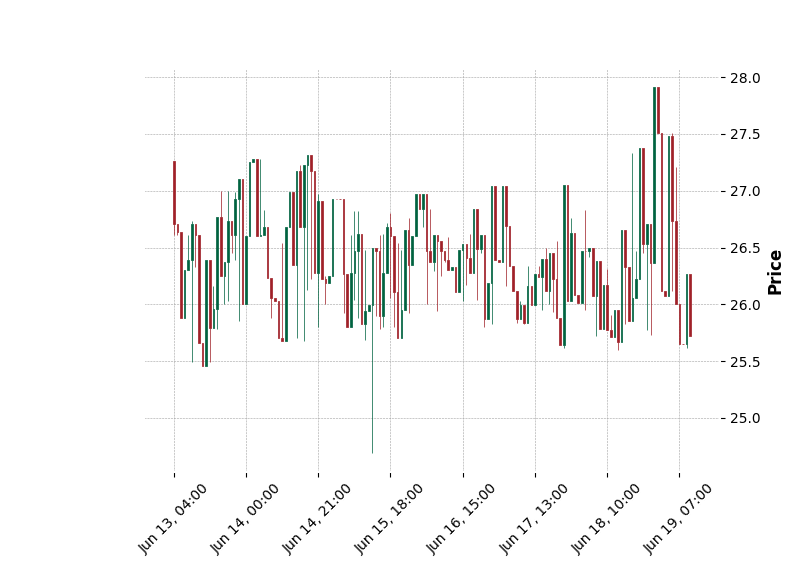 28.0
27.5
27.0
26.5
26.0
25.5
25.0
Price
Jun 13, 04:00
Jun 14, 00:00
Jun 14, 21:00
Jun 15, 18:00
Jun 16, 15:00
Jun 17, 13:00
Jun 18, 10:00
Jun 19, 07:00